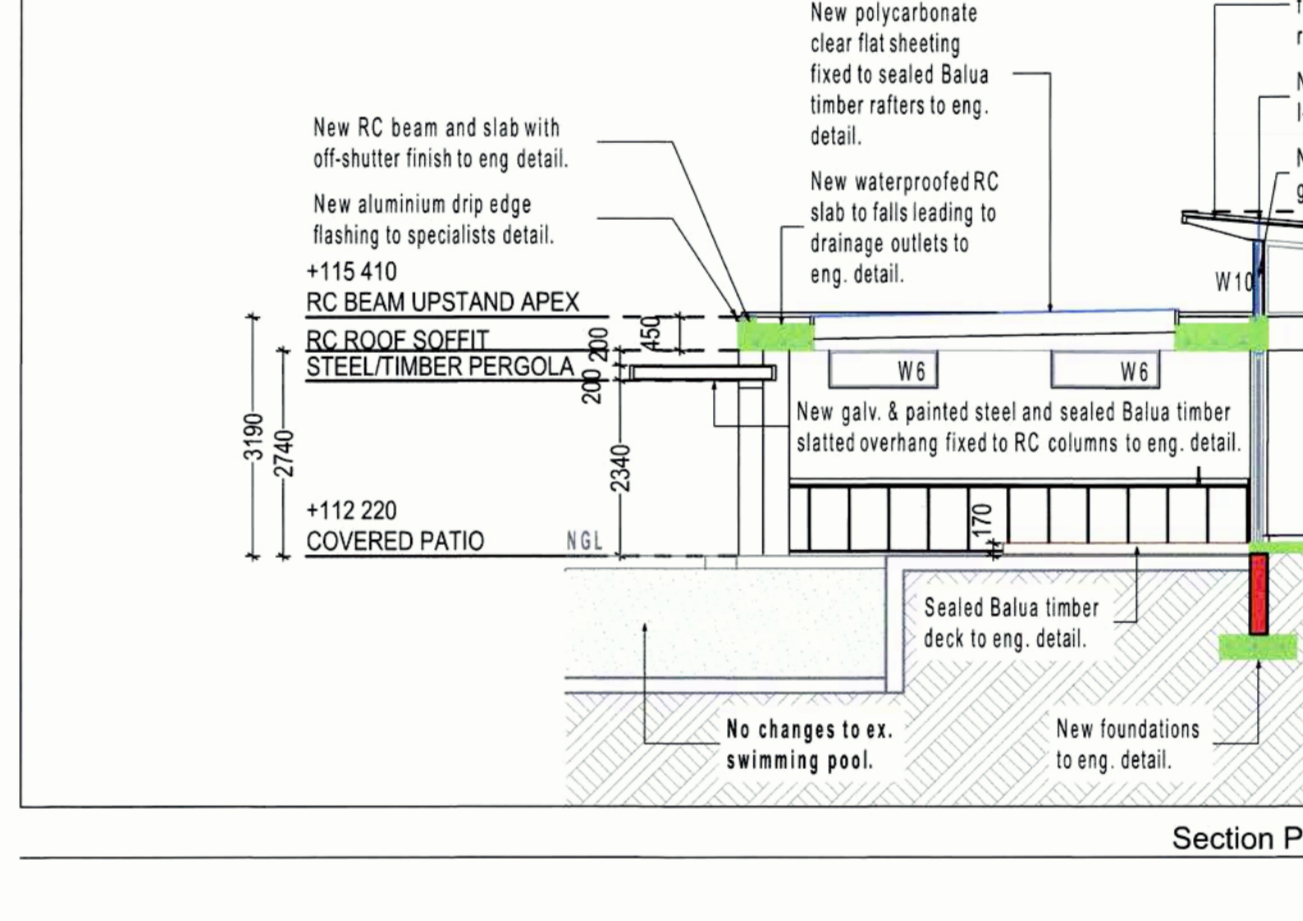 New polycarbonate
clear flat sheeting
fixed to sealed Balua
timber rafters to eng.
detail.
New RC beam and slab with
off-shutter finish to eng detail.
New aluminium drip edge
flashing to specialists detail.
New waterproofed RC
slab to falls leading to
drainage outlets to
eng. detail.
+115 410
RC BEAM UPSTAND APEX
RC ROOF SOFFIT
STEEL/TIMBER PERGOLA
450
200
200
W10
W6
W6
New galv. & painted steel and sealed Balua timber
slatted overhang fixed to RC columns to eng. detail.
3190
2740
2340
170
+112 220
COVERED PATIO
NGL
Sealed Balua timber
deck to eng. detail.
No changes to ex.
swimming pool.
New foundations
to eng. detail.
Section P